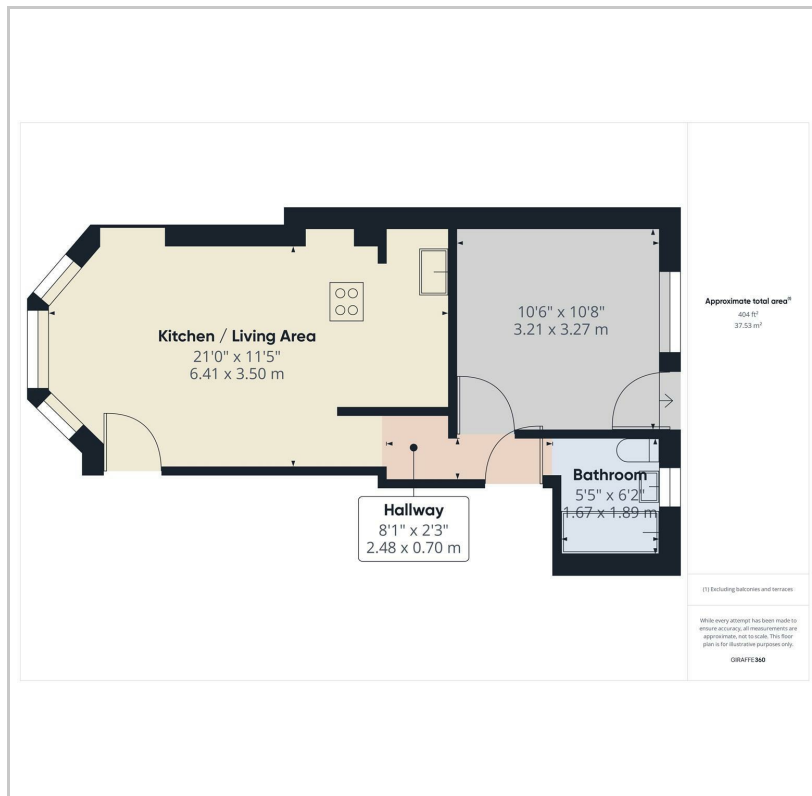 Kitchen / Living Area
21'0" x 11'5"
6.41 x 3.50 m
10'6" x 10'8"
3.21 x 3.27 m
Hallway
8'1" x 2'3"
2.48 x 0.70 m
Bathroom
5'5" x 6'2"
1.67 x 1.89 m
Approximate total area(1)
404 ft²
37.53 m²
(1) Excluding balconies and terraces
While every attempt has been made to
ensure accuracy, all measurements are
approximate, not to scale. This floor
plan is for illustrative purposes only.
GIRAFFE360